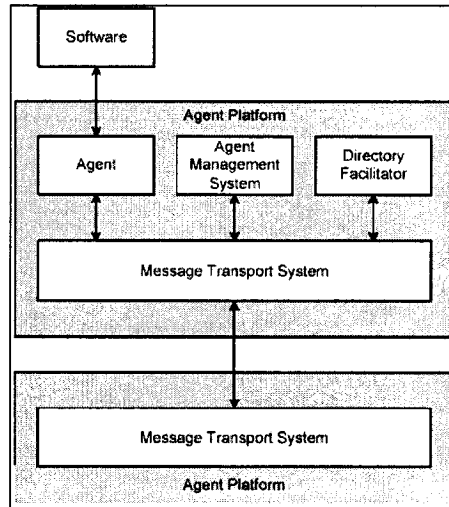 Software
Agent Platform
Agent
Agent
Management
System
Directory
Facilitator
Message Transport System
Message Transport System
Agent Platform